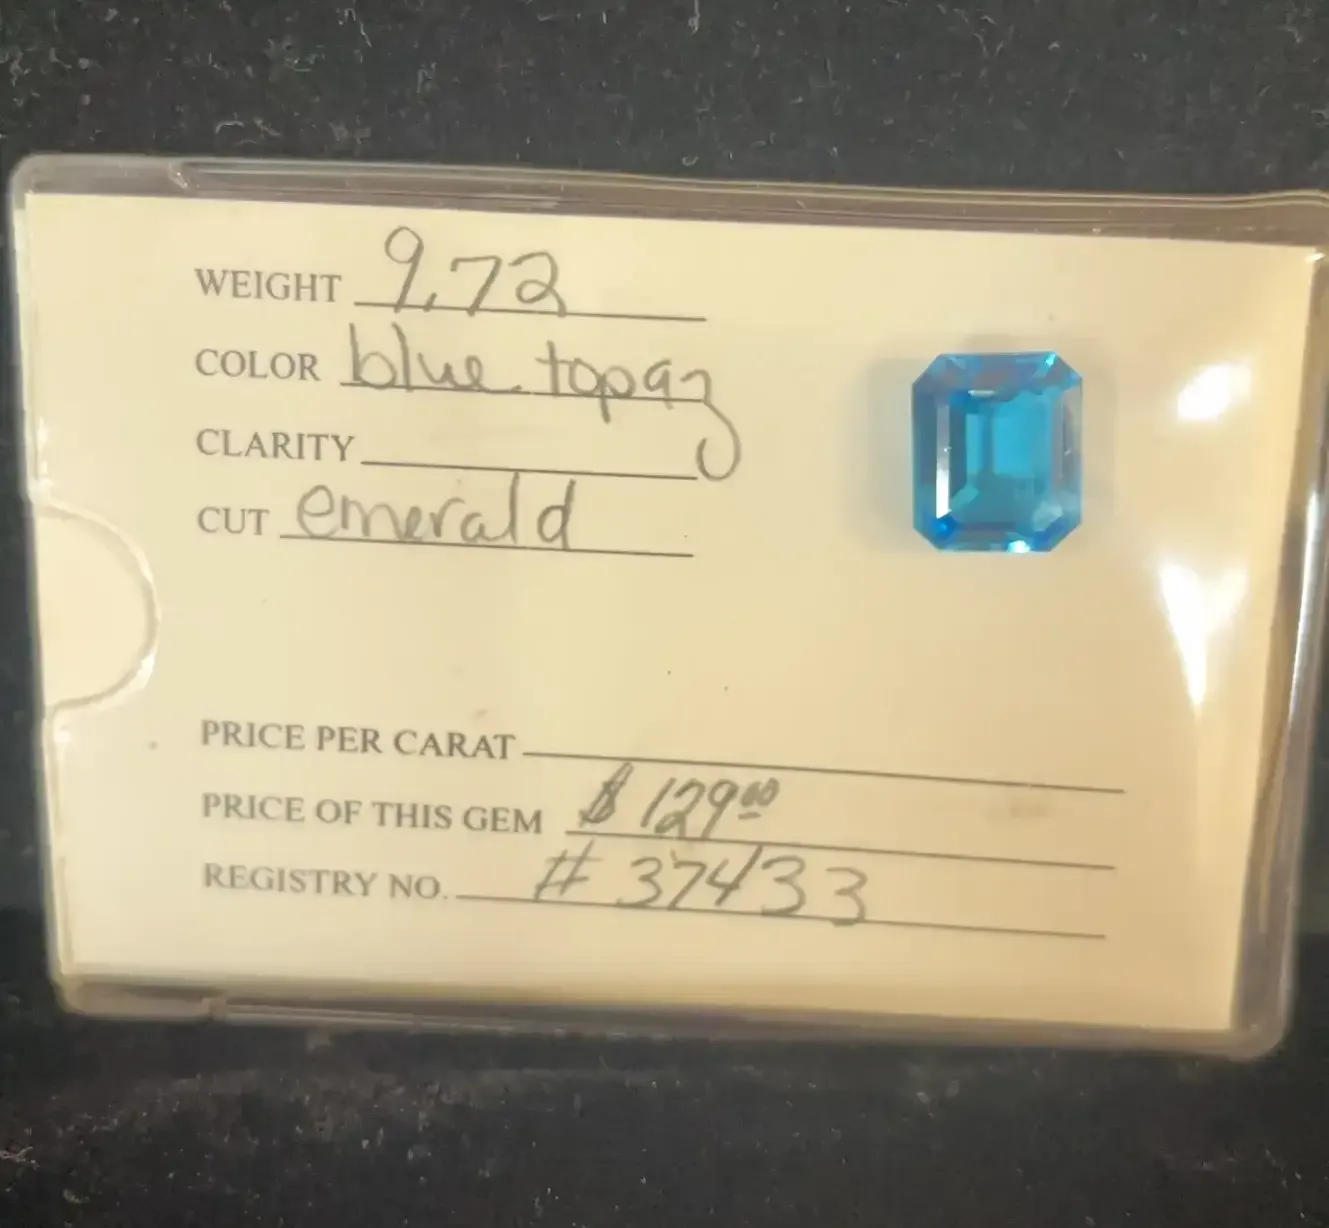 WEIGHT 9.72
COLOR blue topaz
CLARITY
CUT emerald
PRICE PER CARAT
PRICE OF THIS GEM $129.00
REGISTRY NO. #37433